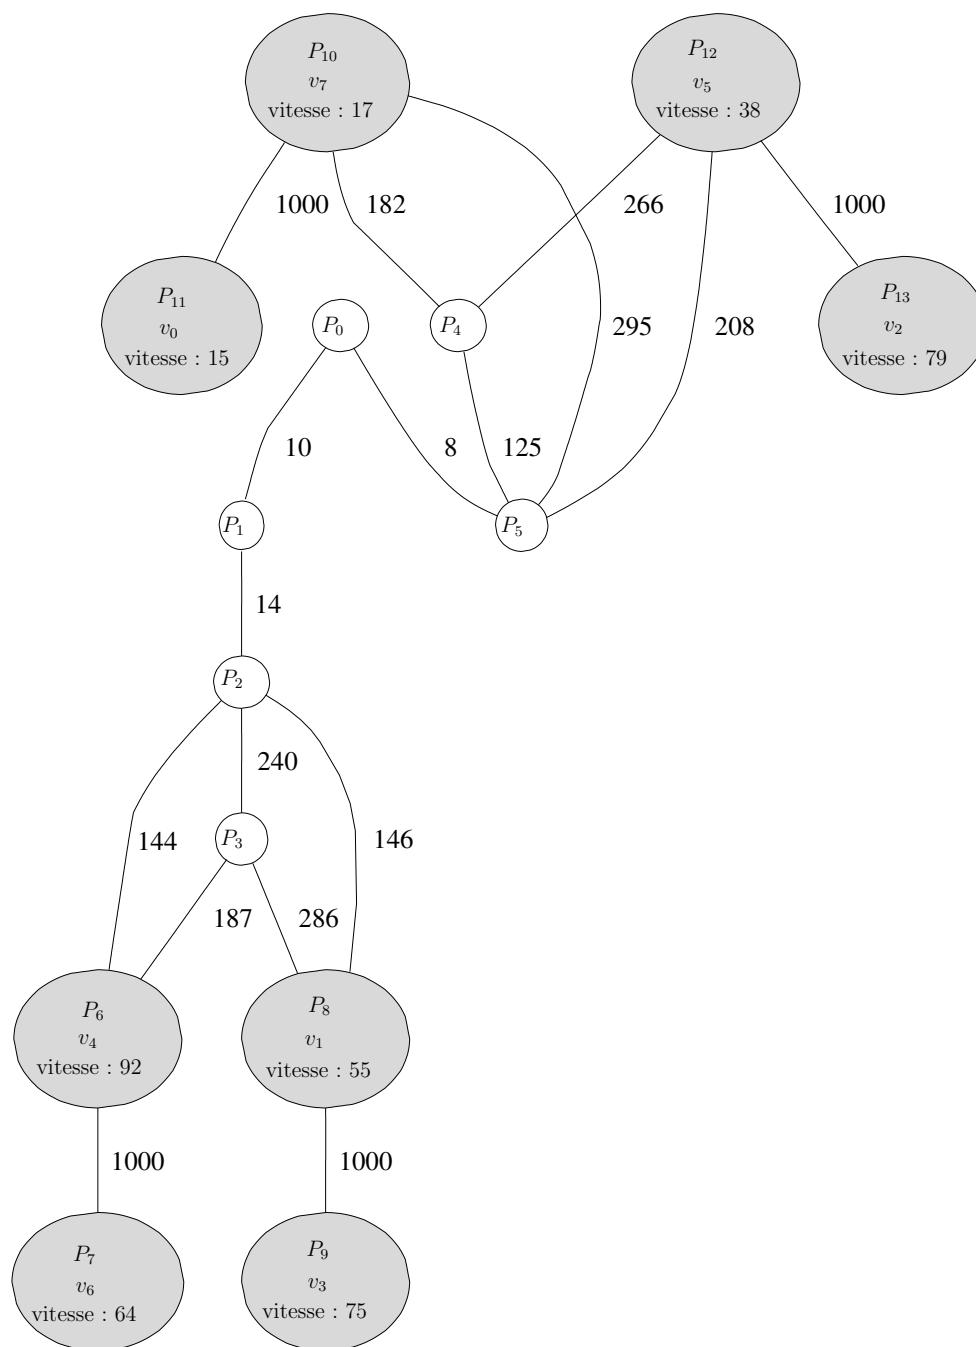 P10
v7
vitesse : 17
P12
v5
vitesse : 38
1000
182
266
1000
P11
v0
vitesse : 15
P0
P4
295
208
P13
v2
vitesse : 79
10
8
125
P1
P5
14
P2
240
144
P3
146
187
286
P6
v4
vitesse : 92
P8
v1
vitesse : 55
1000
1000
P7
v6
vitesse : 64
P9
v3
vitesse : 75